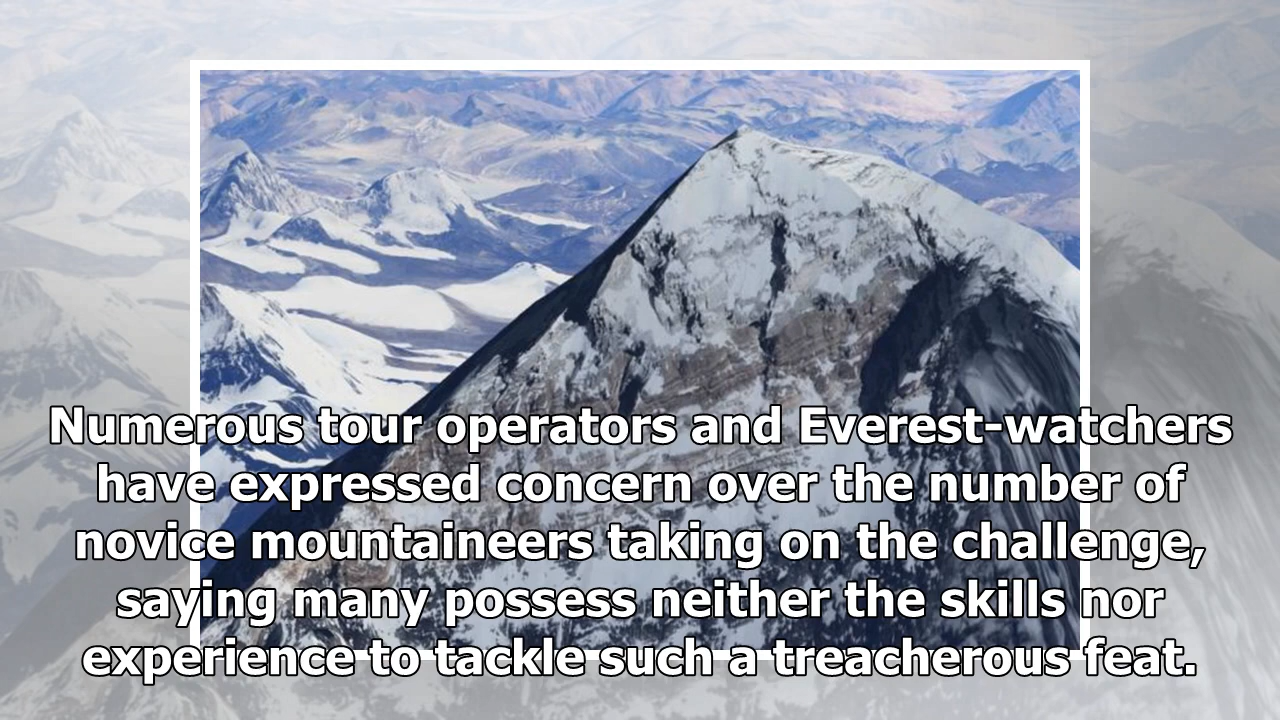 Numerous tour operators and Everest-watchers
have expressed concern over the number of
novice mountaineers taking on the challenge,
saying many possess neither the skills nor
experience to tackle such a treacherous feat.